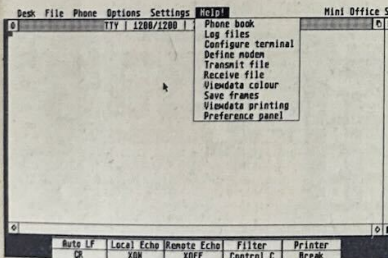 Desk File Phone Options Settings Help! Mini Office
TTY | 1200/1200 |
Phone book
Log files
Configure terminal
Define modem
Transmit file
Receive file
Viewdata colour
Save frames
Viewdata printing
Preference panel
Auto LF Local Echo Remote Echo Filter Printer
CR XON XOFF Control C Break